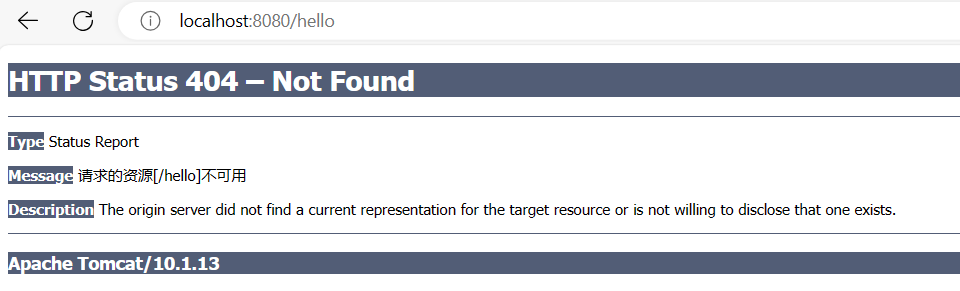 localhost:8080/hello
HTTP Status 404 – Not Found
Type Status Report
Message 请求的资源[/hello]不可用
Description The origin server did not find a current representation for the target resource or is not willing to disclose that one exists.
Apache Tomcat/10.1.13